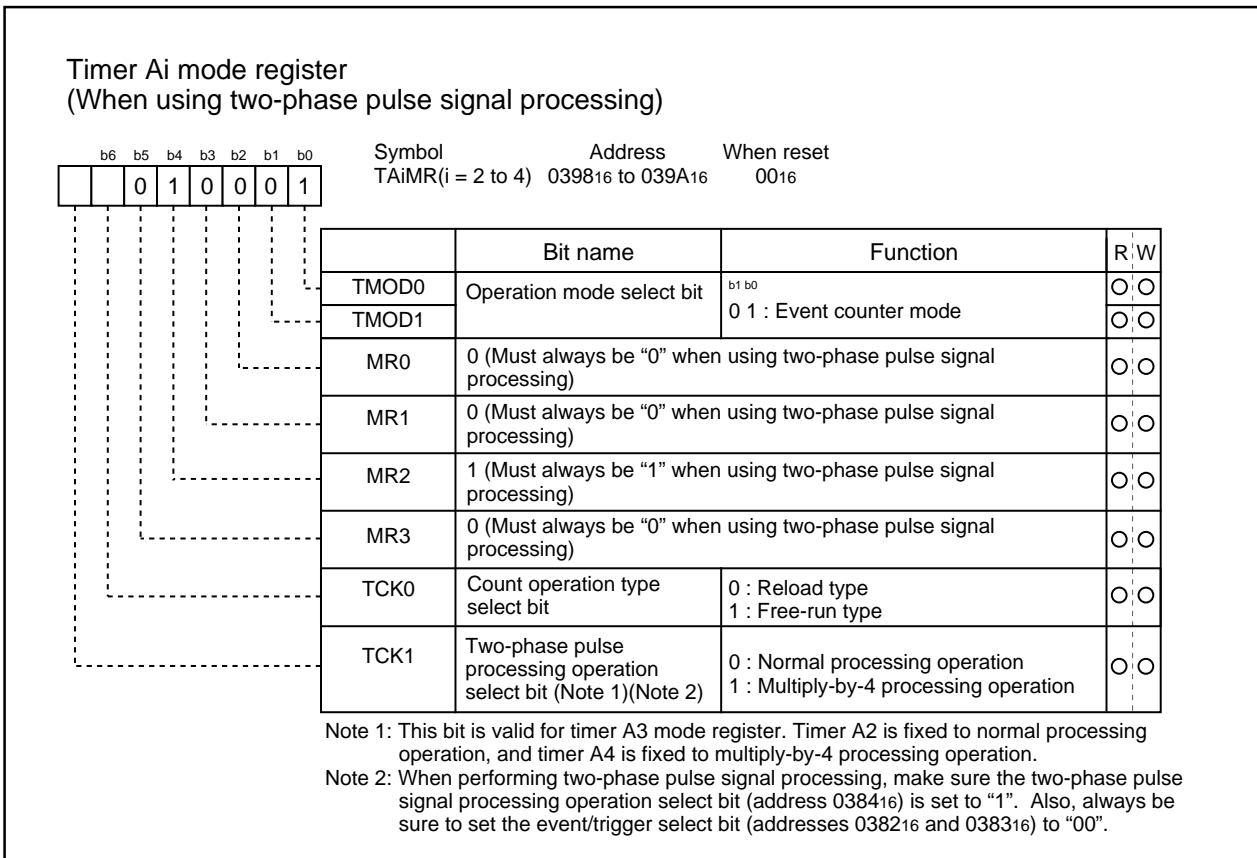 Timer Ai mode register
(When using two-phase pulse signal processing)
b6 b5 b4 b3 b2 b1 b0
0 1 0 0 0 1
Symbol Address When reset
TAiMR(i = 2 to 4) 039816 to 039A16 0016
Bit name Function R W
TMOD0 Operation mode select bit b1 b0
TMOD1 0 1 : Event counter mode
MR0 0 (Must always be “0” when using two-phase pulse signal
processing)
MR1 0 (Must always be “0” when using two-phase pulse signal
processing)
MR2 1 (Must always be “1” when using two-phase pulse signal
processing)
MR3 0 (Must always be “0” when using two-phase pulse signal
processing)
TCK0 Count operation type 0 : Reload type
select bit 1 : Free-run type
TCK1 Two-phase pulse
processing operation 0 : Normal processing operation
select bit (Note 1)(Note 2) 1 : Multiply-by-4 processing operation
Note 1: This bit is valid for timer A3 mode register. Timer A2 is fixed to normal processing
operation, and timer A4 is fixed to multiply-by-4 processing operation.
Note 2: When performing two-phase pulse signal processing, make sure the two-phase pulse
signal processing operation select bit (address 038416) is set to “1”. Also, always be
sure to set the event/trigger select bit (addresses 038216 and 038316) to “00”.